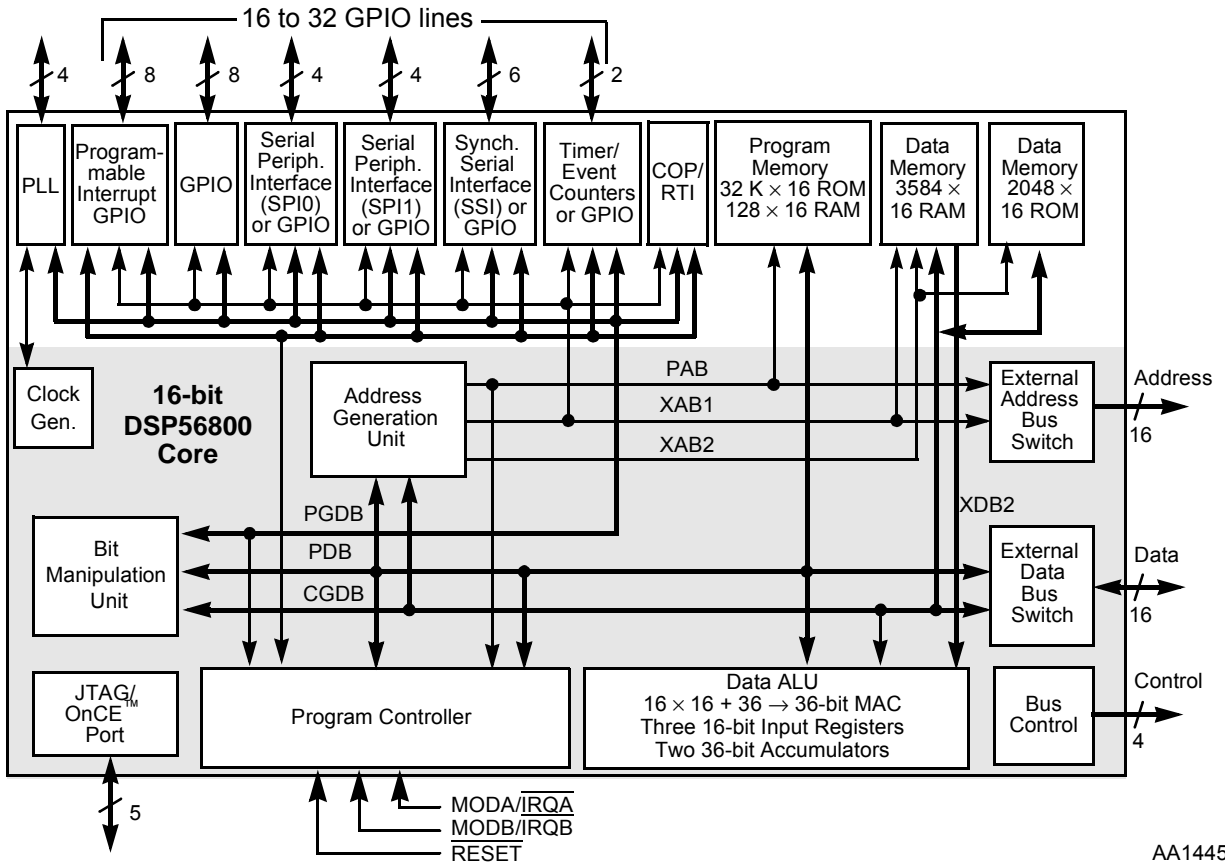 16 to 32 GPIO lines
4
8
8
4
4
6
2
PLL
Program-
mable
Interrupt
GPIO
GPIO
Serial
Periph.
Interface
(SPI0)
or GPIO
Serial
Periph.
Interface
(SPI1)
or GPIO
Synch.
Serial
Interface
(SSI) or
GPIO
Timer/
Event
Counters
or GPIO
COP/
RTI
Program
Memory
32 K × 16 ROM
128 × 16 RAM
Data
Memory
3584 ×
16 RAM
Data
Memory
2048 ×
16 ROM
Clock
Gen.
16-bit
DSP56800
Core
Address
Generation
Unit
PAB
XAB1
XAB2
External
Address
Bus
Switch
Address
16
PGDB
PDB
CGDB
XDB2
Bit
Manipulation
Unit
External
Data
Bus
Switch
Data
16
JTAG/
OnCE™
Port
Program Controller
Data ALU
16 × 16 + 36 → 36-bit MAC
Three 16-bit Input Registers
Two 36-bit Accumulators
Bus
Control
Control
4
5
MODA/IRQA
MODB/IRQB
RESET
AA1445